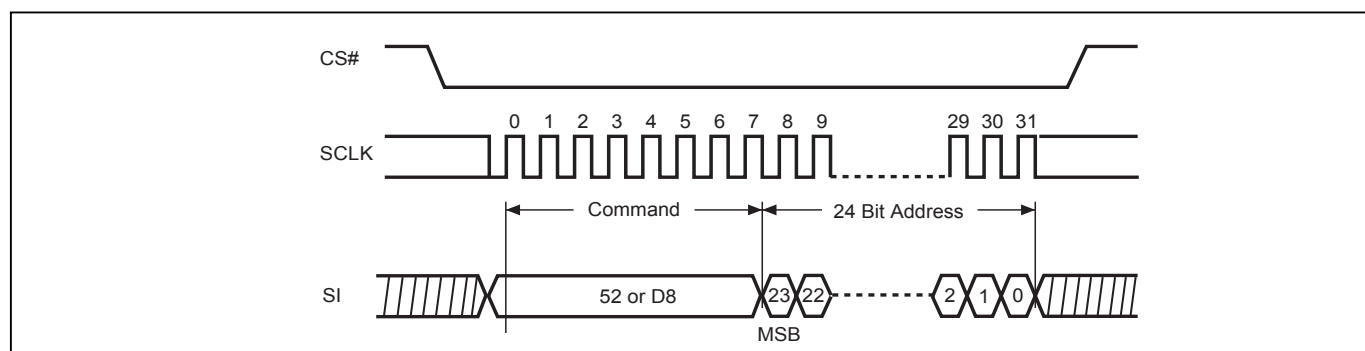 CS#
0 1 2 3 4 5 6 7 8 9 29 30 31
SCLK
Command 24 Bit Address
SI 52 or D8 23 22 2 1 0
MSB